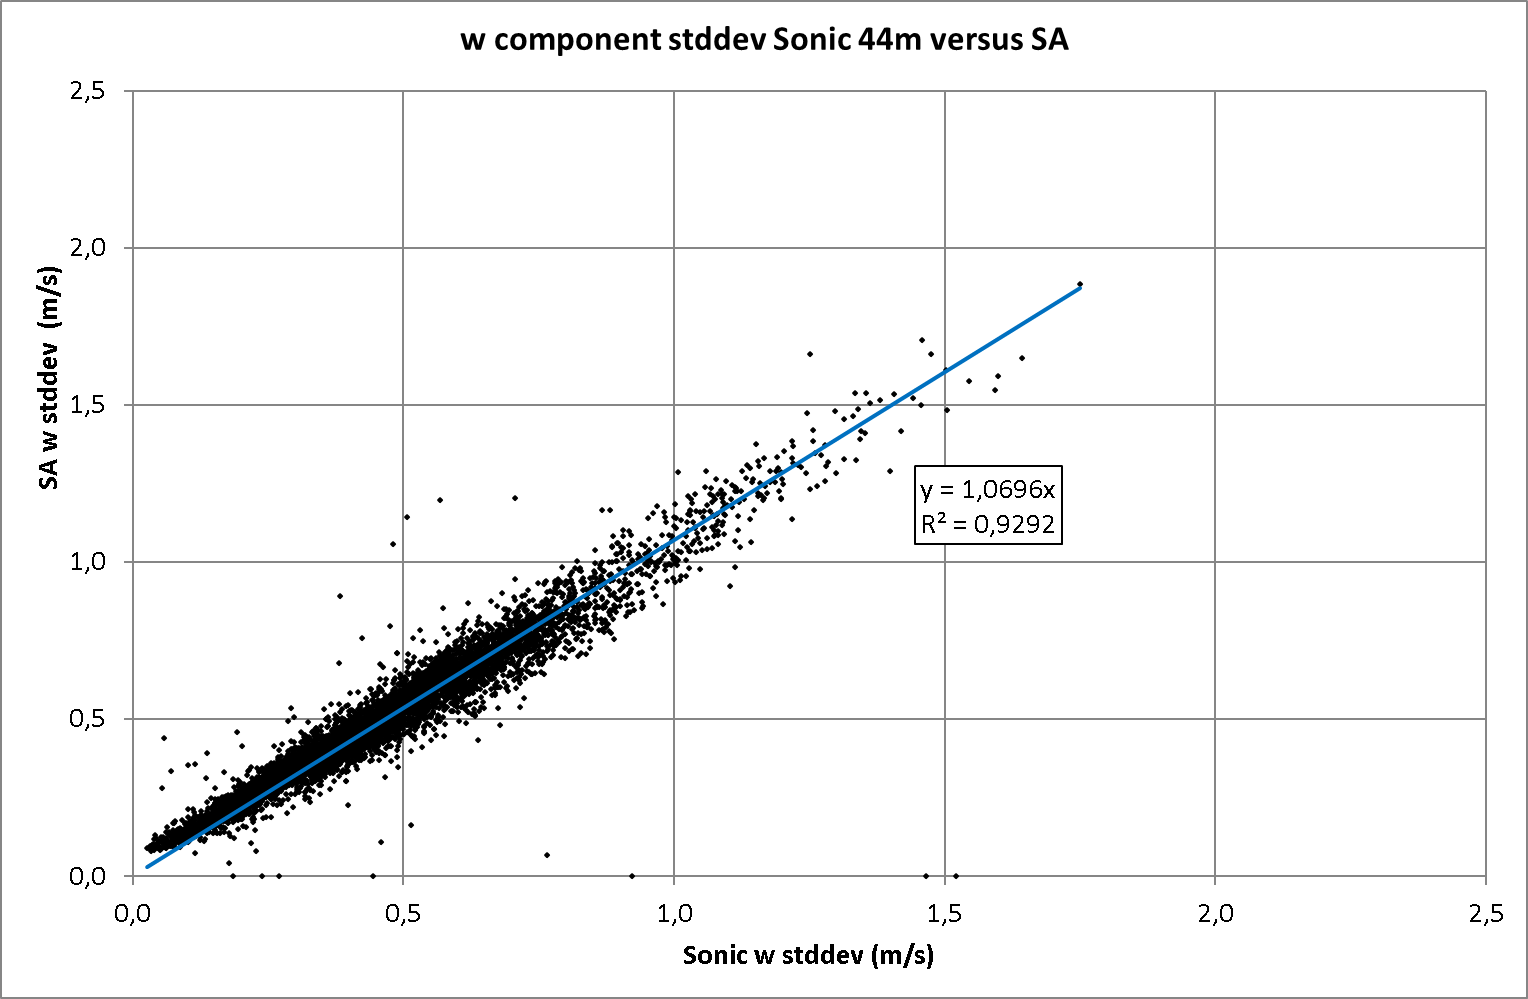 w component stddev Sonic 44m versus SA
2,5
2,0
1,5
1,0
0,5
0,0
SA w stddev (m/s)
y = 1,0696x
R² = 0,9292
0,0 0,5 1,0 1,5 2,0 2,5
Sonic w stddev (m/s)